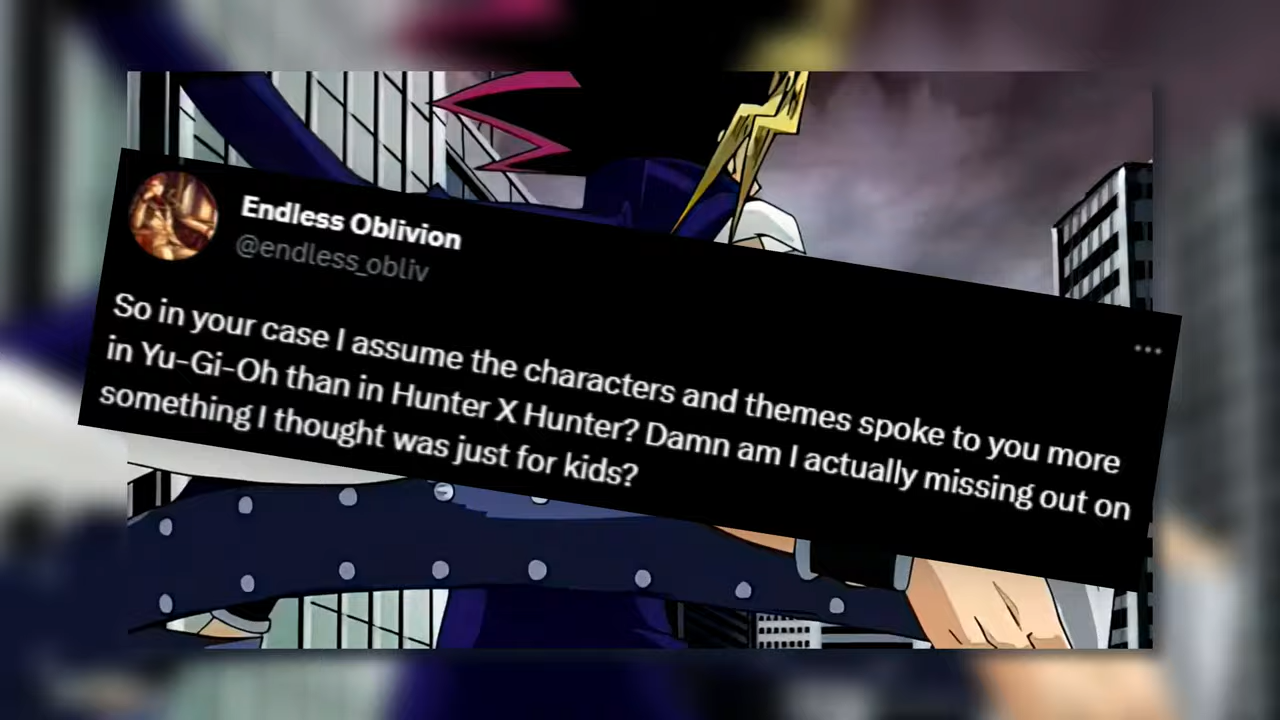 Endless Oblivion
@endless_obliv
So in your case I assume the characters and themes spoke to you more
in Yu-Gi-Oh than in Hunter X Hunter? Damn am I actually missing out on
something I thought was just for kids?